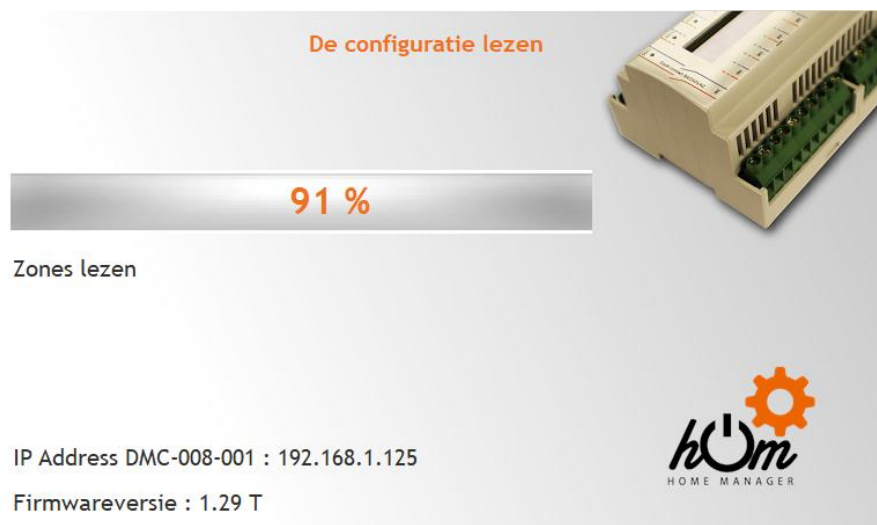 De configuratie lezen
91 %
Zones lezen
IP Address DMC-008-001 : 192.168.1.125
Firmwareversie : 1.29 T
hom
HOME MANAGER